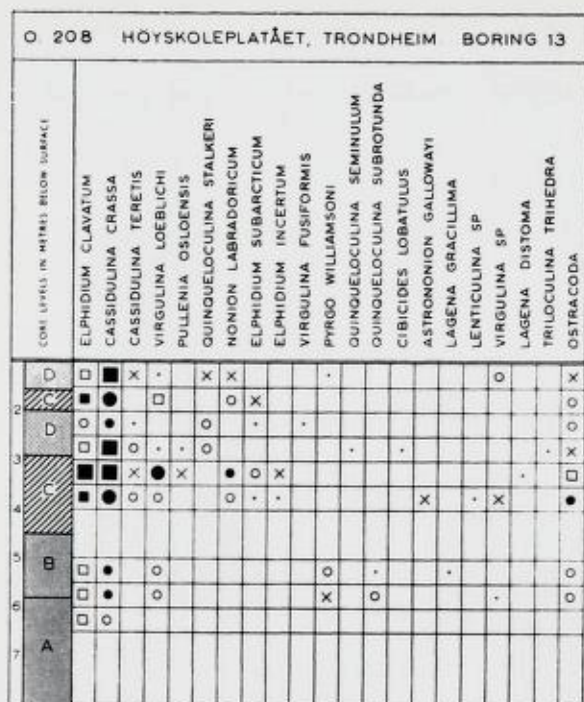 O. 208 HÖYSKOLEPLATÅET, TRONDHEIM BORING 13
CORE LEVELS IN METRES BELOW SURFACE
ELPHIDIUM CLAVATUM
CASSIDULINA CRASSA
CASSIDULINA TERETIS
VIRGULINA LOEBLICHI
PULLENIA OSLOENSIS
QUINQUELOCULINA STALKERI
NONION LABRADORICUM
ELPHIDIUM SUBARCTICUM
ELPHIDIUM INCERTUM
VIRGULINA FUSIFORMIS
PYRGO WILLIAMSONI
QUINQUELOCULINA SEMINULUM
QUINQUELOCULINA SUBROTUNDA
CIBICIDES LOBATULUS
ASTRONONION GALLOWAYI
LAGENA GRACILLIMA
LENTICULINA SP
VIRGULINA SP
LAGENA DISTOMA
TRILOCULINA TRIHEDRA
OSTRACODA
D
C
2
D
3
C
4
5
B
6
A
7